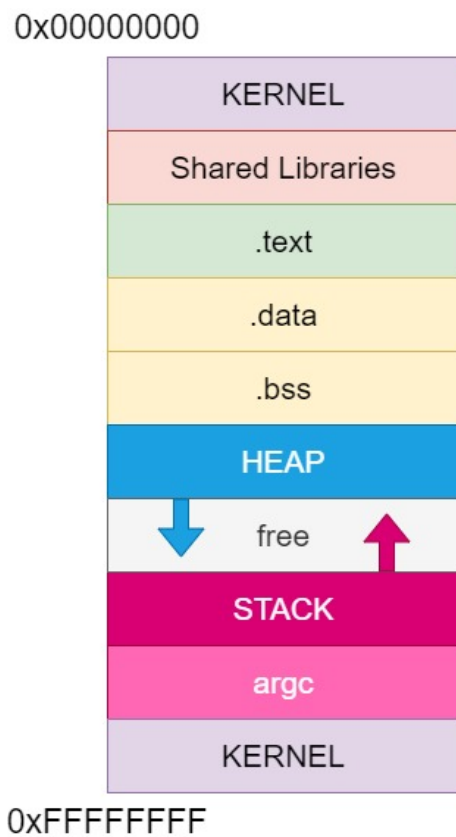 0x00000000
KERNEL
Shared Libraries
.text
.data
.bss
HEAP
free
STACK
argc
KERNEL
0xFFFFFFFF